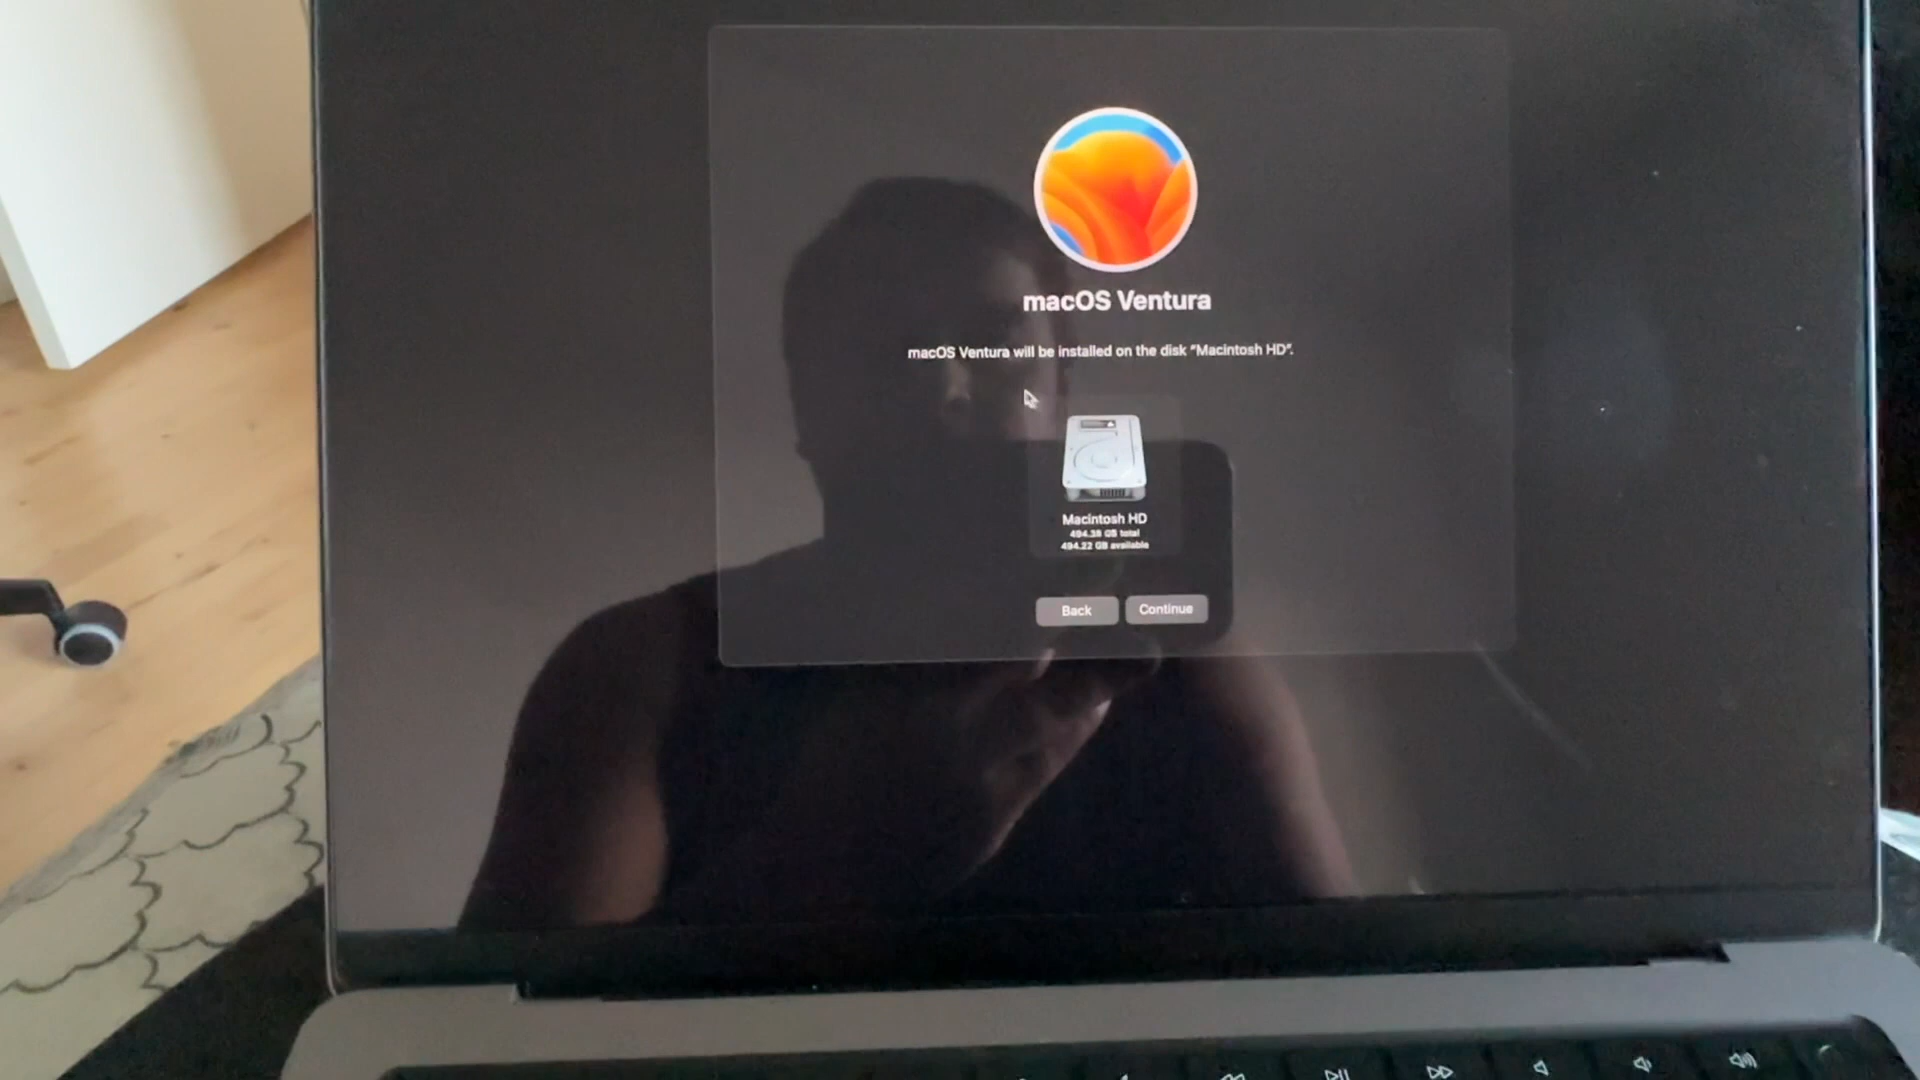 macOS Ventura
macOS Ventura will be installed on the disk “Macintosh HD”.
Macintosh HD
494.38 GB total
494.22 GB available
Back
Continue